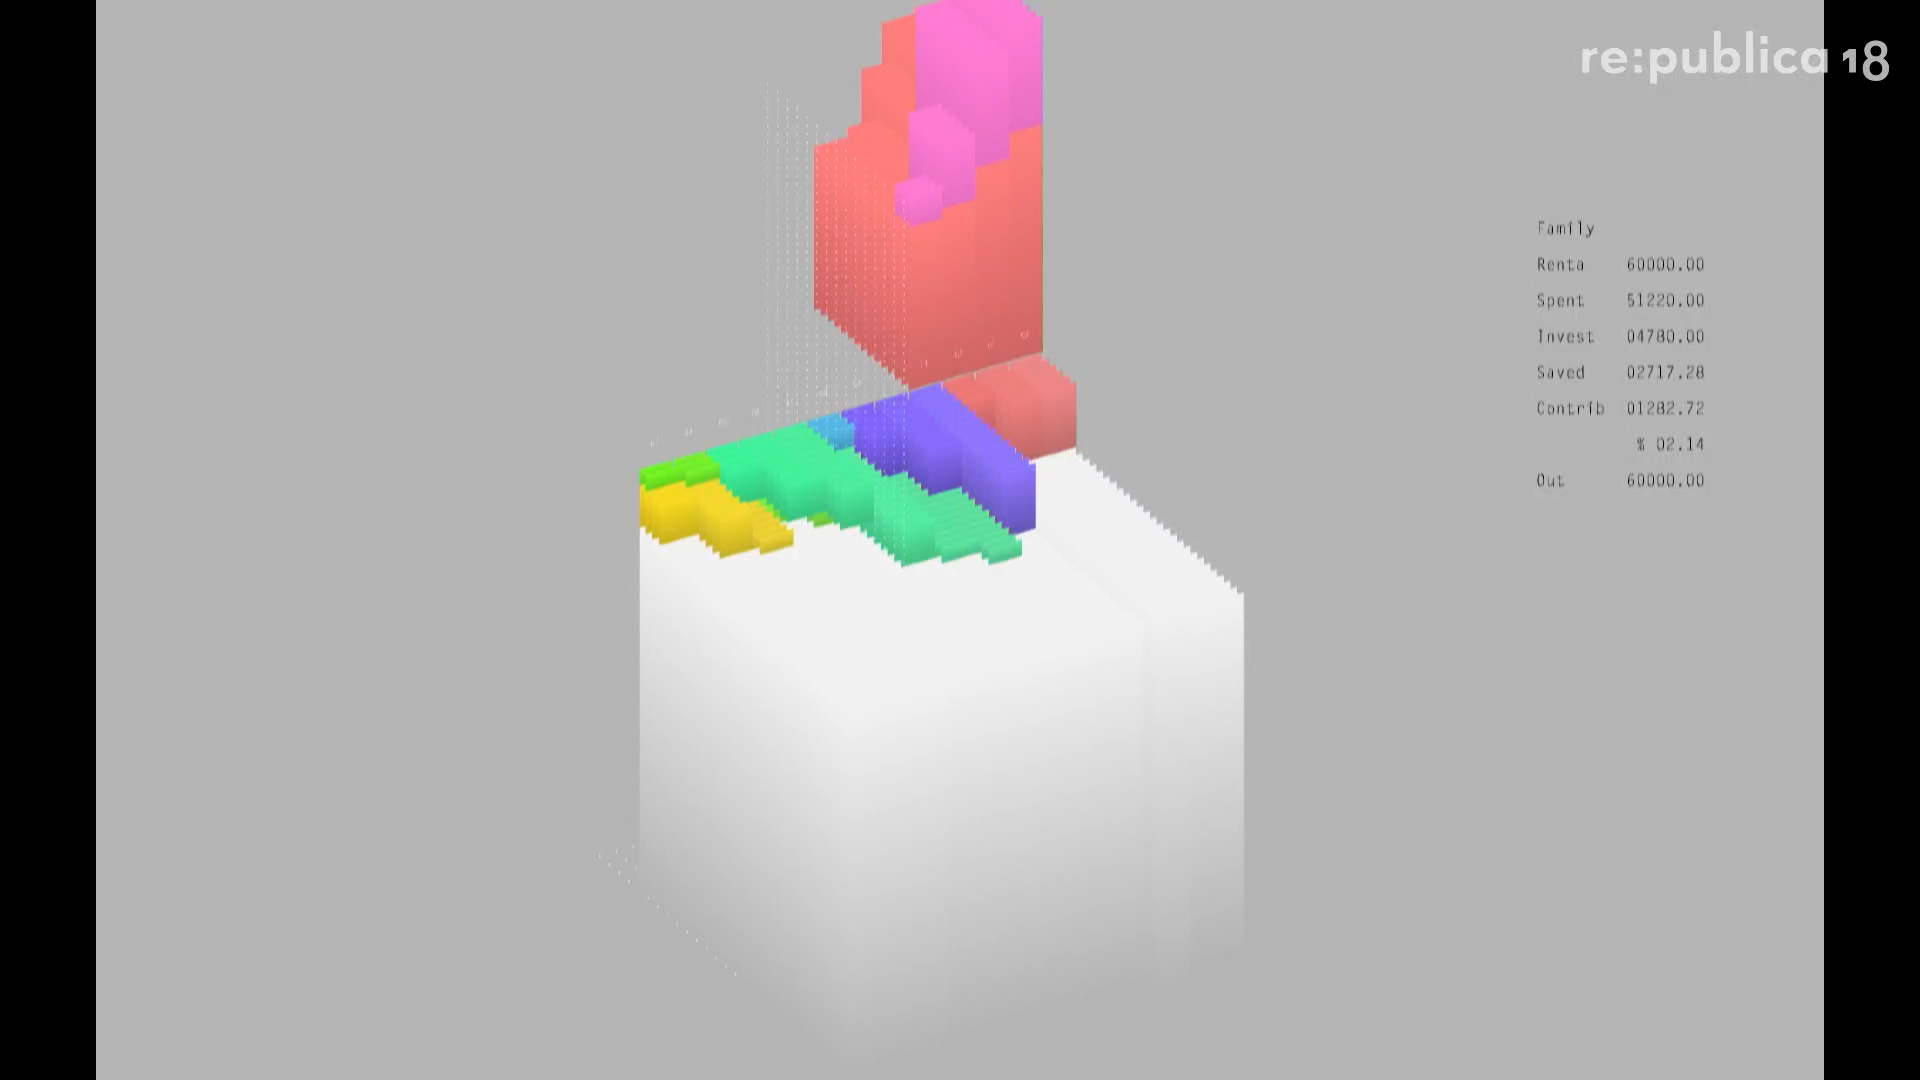 re:publica 18
Family
Renta 60000.00
Spent 51220.00
Invest 04780.00
Saved 02717.28
Contrib 01282.72
% 02.14
Out 60000.00